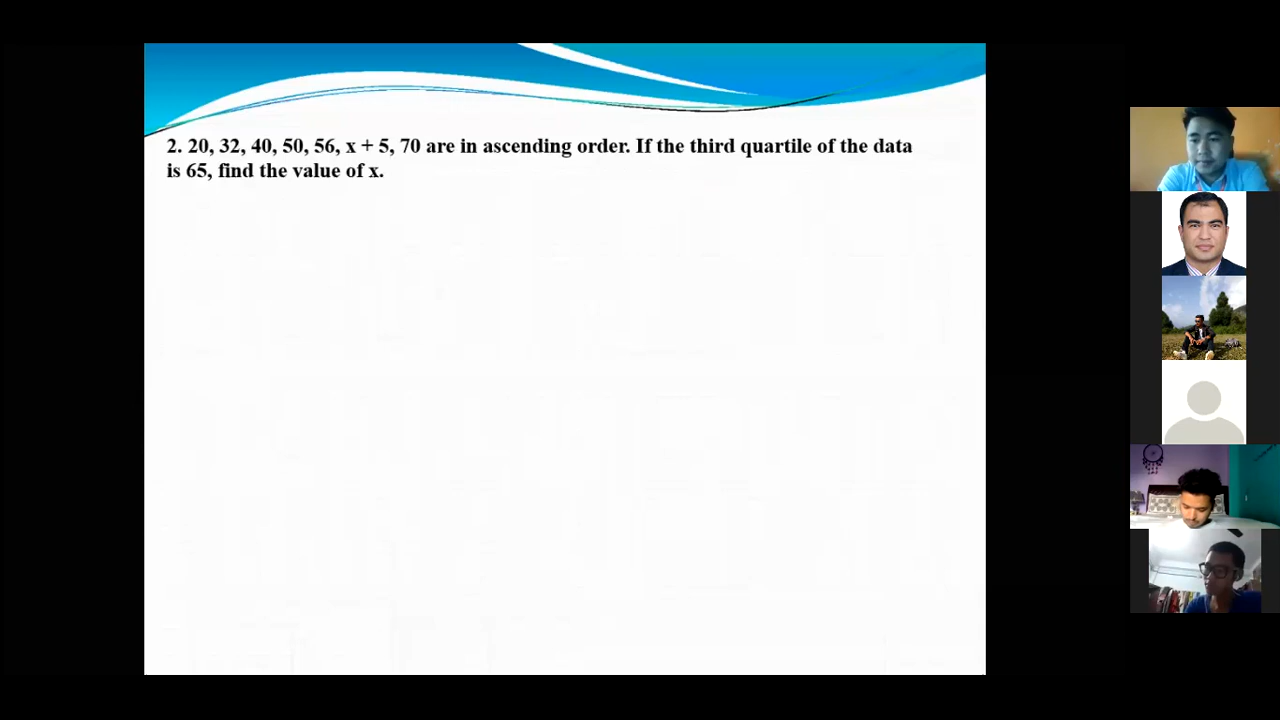 2. 20, 32, 40, 50, 56, x + 5, 70 are in ascending order. If the third quartile of the data
is 65, find the value of x.